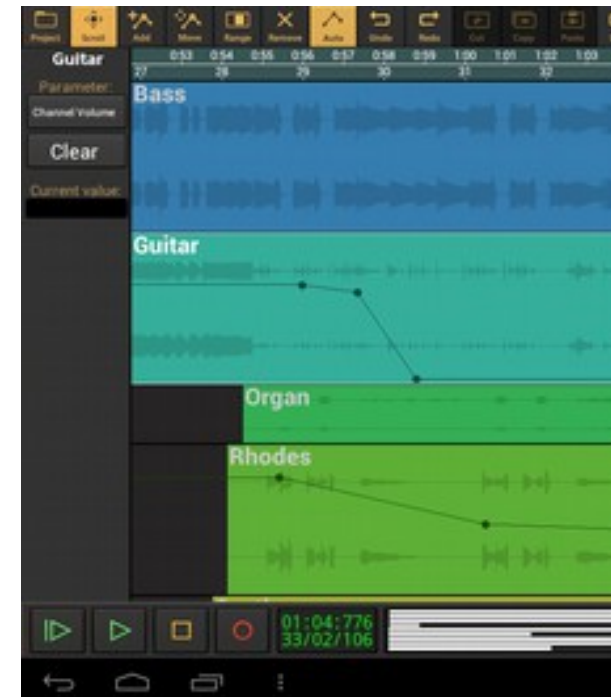 Project Scroll Add Move Range Remove Auto Undo Redo Cut Copy Paste
Guitar
0:53 0:54 0:55 0:56 0:57 0:58 0:59 1:00 1:01 1:02 1:03
27 28 29 30 31 32
Parameter:
Channel Volume
Clear
Current value:
Bass
Guitar
Organ
Rhodes
01:04:776
33/02/106